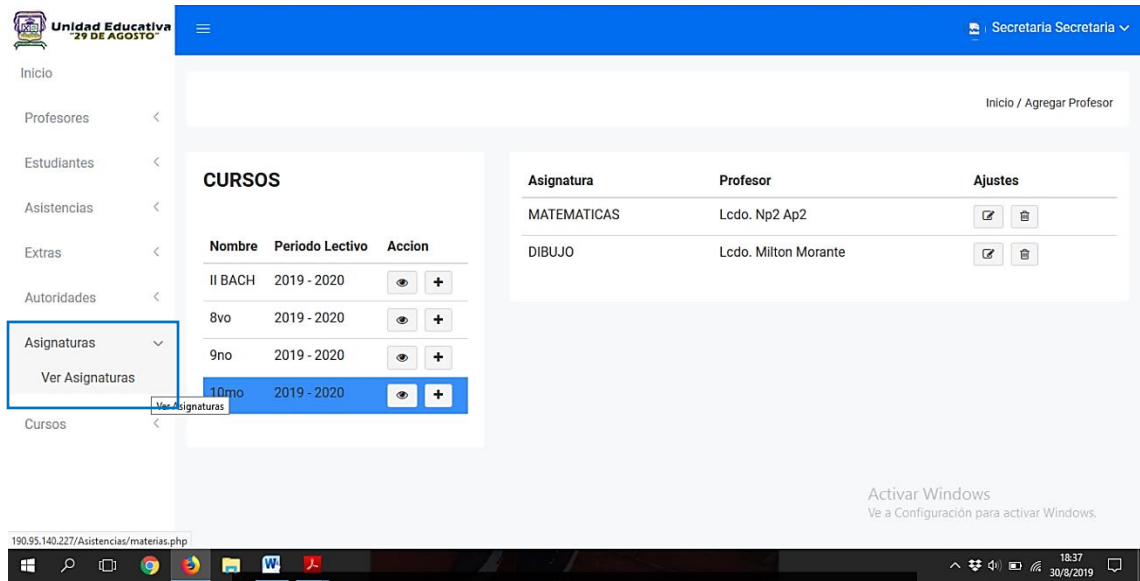 Unidad Educativa
"29 DE AGOSTO"
Secretaria Secretaria
Inicio
Profesores
Estudiantes
Asistencias
Extras
Autoridades
Asignaturas
Ver Asignaturas
Cursos
Inicio / Agregar Profesor
CURSOS
Nombre Periodo Lectivo Accion
II BACH 2019 - 2020
8vo 2019 - 2020
9no 2019 - 2020
10mo 2019 - 2020
Ver Asignaturas
Asignatura Profesor Ajustes
MATEMATICAS Lcdo. Np2 Ap2
DIBUJO Lcdo. Milton Morante
Activar Windows
Ve a Configuración para activar Windows.
190.95.140.227/Asistencias/materias.php
18:37
30/8/2019